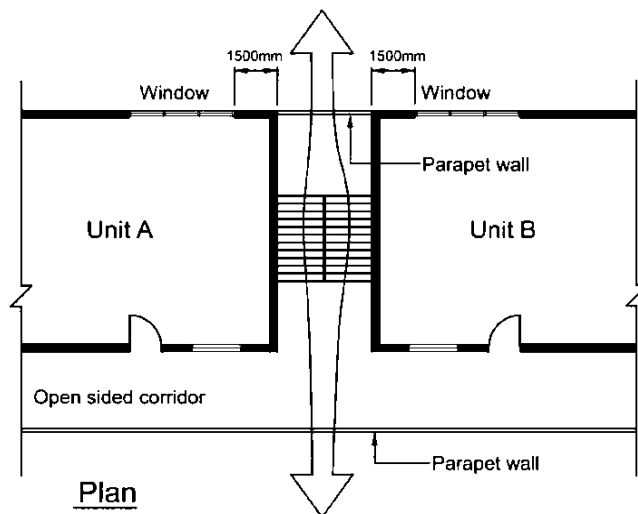 1500mm 1500mm
Window Window
Parapet wall
Unit A Unit B
Open sided corridor
Parapet wall
Plan